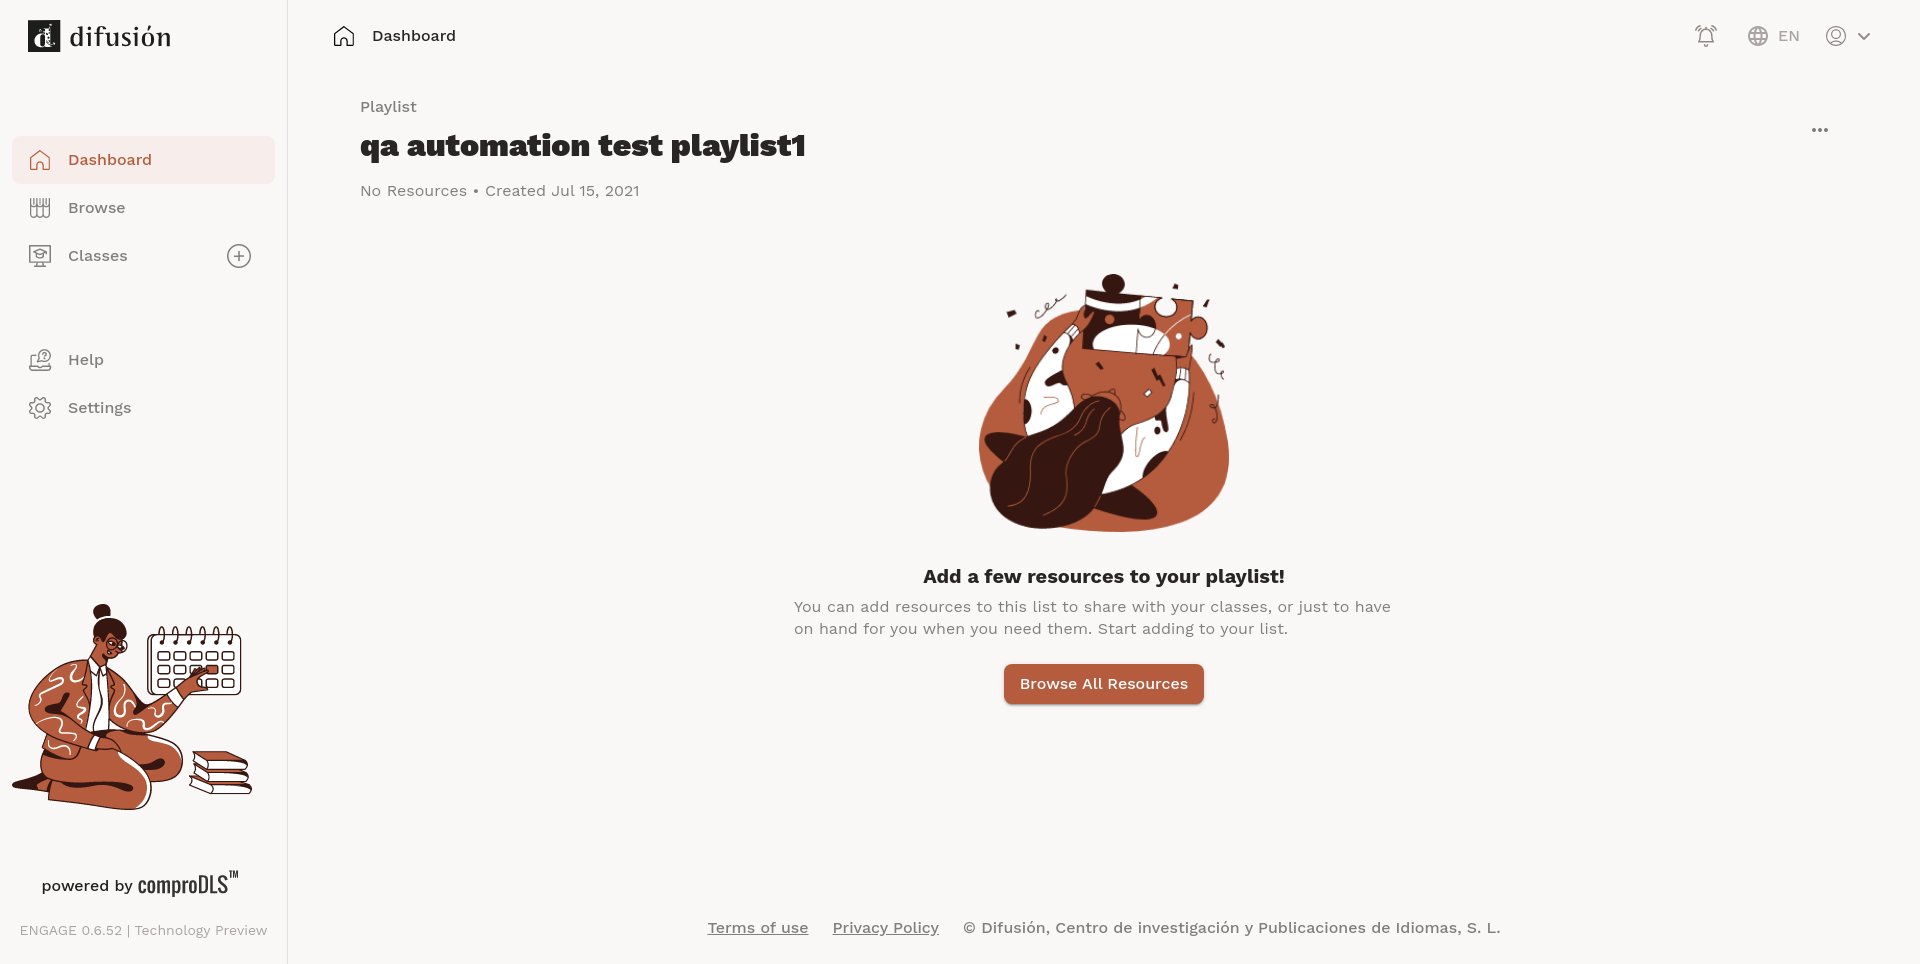 difusión
Dashboard
EN
Dashboard
Browse
Classes
Help
Settings
powered by comproDLS™
ENGAGE 0.6.52 | Technology Preview
Playlist
qa automation test playlist1
No Resources • Created Jul 15, 2021
Add a few resources to your playlist!
You can add resources to this list to share with your classes, or just to have
on hand for you when you need them. Start adding to your list.
Browse All Resources
Terms of use Privacy Policy © Difusión, Centro de investigación y Publicaciones de Idiomas, S. L.